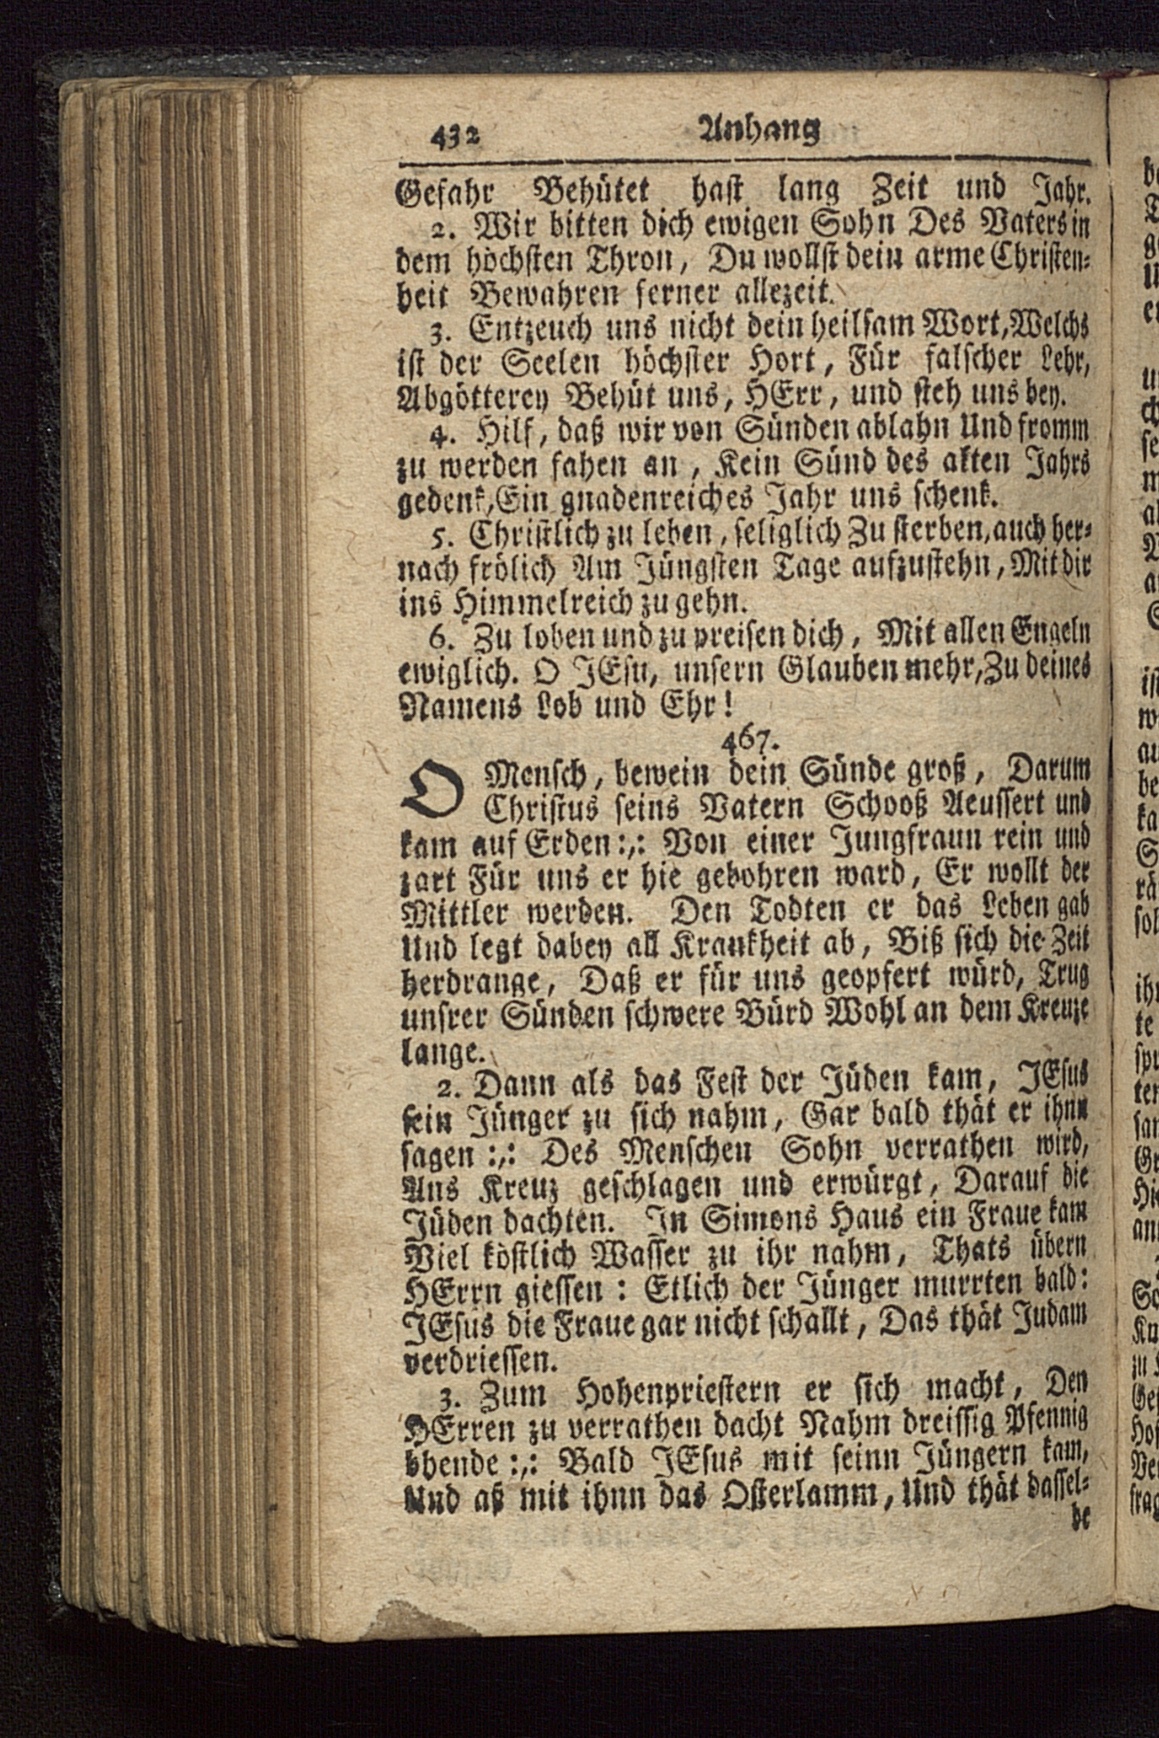 432 Anhang
Gefahr Behütet hast lang Zeit und Jahr.
2. Wir bitten dich ewigen Sohn Des Vaters in
dem höchsten Thron, Du wollst dein arme Christen-
heit Bewahren ferner allezeit.
3. Entzeuch uns nicht dein heilsam Wort, Welchs
ist der Seelen höchster Hort, Für falscher Lehr,
Abgötterey Behüt uns, HErr, und steh uns bey.
4. Hilf, daß wir von Sünden ablahn Und fromm
zu werden fahen an, Kein Sünd des alten Jahrs
gedenk, Ein gnadenreiches Jahr uns schenk.
5. Christlich zu leben, seliglich Zu sterben, auch her-
nach frölich Am Jüngsten Tage aufzustehn, Mit dir
ins Himmelreich zu gehn.
6. Zu loben und zu preisen dich, Mit allen Engeln
ewiglich. O JEsu, unsern Glauben mehr, Zu deines
Namens Lob und Ehr!
467.
O Mensch, bewein dein Sünde groß, Darum
Christus seins Vatern Schooß Aeussert und
kam auf Erden:,: Von einer Jungfraun rein und
zart Für uns er hie gebohren ward, Er wollt der
Mittler werden. Den Todten er das Leben gab
Und legt dabey all Krankheit ab, Biß sich die Zeit
herdrange, Daß er für uns geopfert würd, Trug
unsrer Sünden schwere Bürd Wohl an dem Kreuze
lange.
2. Dann als das Fest der Jüden kam, JEsus
sein Jünger zu sich nahm, Gar bald thät er ihnn
sagen:,: Des Menschen Sohn verrathen wird,
Ans Kreuz geschlagen und erwürgt, Darauf die
Jüden dachten. In Simons Haus ein Fraue kam
Viel köstlich Wasser zu ihr nahm, Thats übern
HErrn giessen: Etlich der Jünger murrten bald:
JEsus die Fraue gar nicht schallt, Das thät Judam
verdriessen.
3. Zum Hohenpriestern er sich macht, Den
HErren zu verrathen dacht Nahm dreissig Pfennig
bhende:,: Bald JEsus mit seinn Jüngern kam,
Und aß mit ihnn das Osterlamm, Und thät dassel-
de